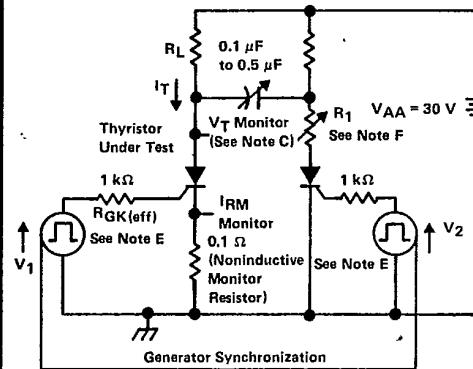 R_L
0.1 μF
to 0.5 μF
I_T
V_T Monitor
(See Note C)
R_1
See Note F
V_AA = 30 V
Thyristor
Under Test
1 kΩ
R_GK(eff)
See Note E
V_1
I_RM
Monitor
0.1 Ω
(Noninductive
Monitor
Resistor)
1 kΩ
See Note E
V_2
Generator Synchronization